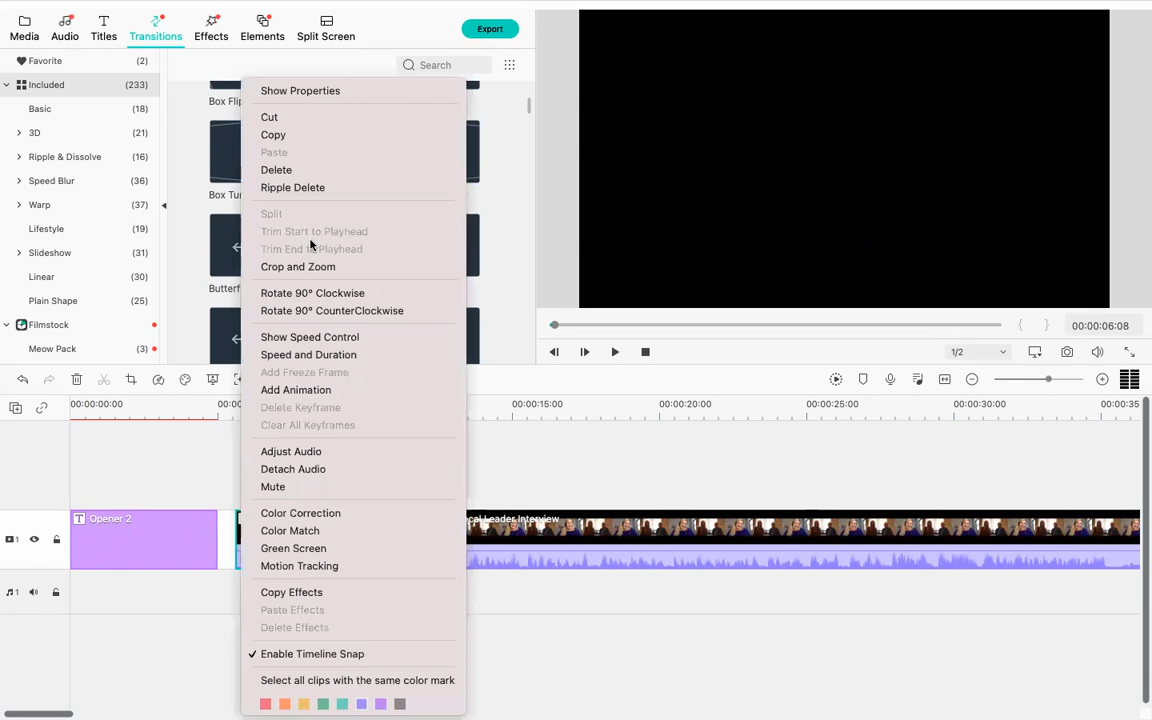 Media Audio Titles Transitions Effects Elements Split Screen Export
Favorite (2)
Included (233)
Basic (18)
3D (21)
Ripple & Dissolve (16)
Speed Blur (36)
Warp (37)
Lifestyle (19)
Slideshow (31)
Linear (30)
Plain Shape (21)
Filmstock
Meow Pack (3)
Search
Box Flip
Box Tur
Butterf
Show Properties
Cut
Copy
Paste
Delete
Ripple Delete
Split
Trim Start to Playhead
Trim End to Playhead
Crop and Zoom
Rotate 90° Clockwise
Rotate 90° CounterClockwise
Show Speed Control
Speed and Duration
Add Freeze Frame
Add Animation
Delete Keyframe
Clear All Keyframes
Adjust Audio
Detach Audio
Mute
Color Correction
Color Match
Green Screen
Motion Tracking
Copy Effects
Paste Effects
Delete Effects
✓ Enable Timeline Snap
Select all clips with the same color mark
{ } 00:00:06:08
1/2
00:00:00:00 00:00 00:00:15:00 00:00:20:00 00:00:25:00 00:00:30:00 00:00:35
1 T Opener 2 cal Leader Interview
1